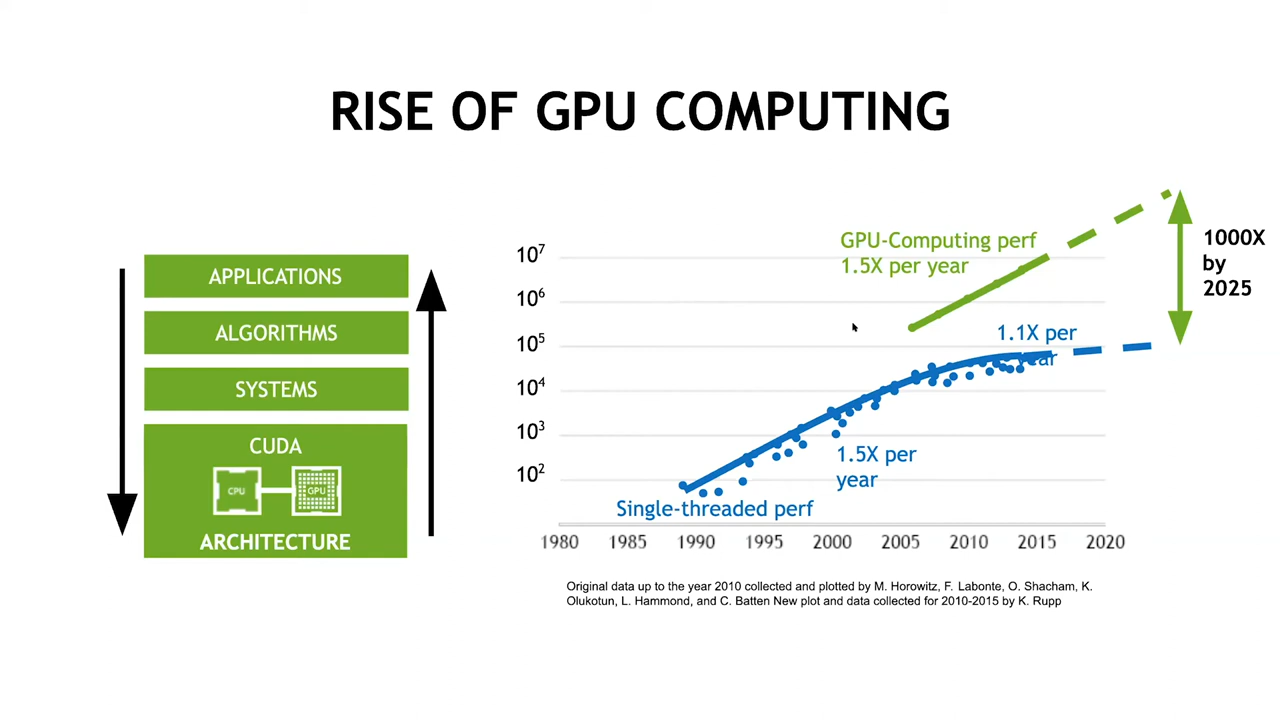 RISE OF GPU COMPUTING
APPLICATIONS
ALGORITHMS
SYSTEMS
CUDA
CPU
GPU
ARCHITECTURE
10⁷
10⁶
10⁵
10⁴
10³
10²
GPU-Computing perf
1.5X per year
1.1X per
year
1.5X per
year
Single-threaded perf
1000X
by
2025
1980 1985 1990 1995 2000 2005 2010 2015 2020
Original data up to the year 2010 collected and plotted by M. Horowitz, F. Labonte, O. Shacham, K.
Olukotun, L. Hammond, and C. Batten New plot and data collected for 2010-2015 by K. Rupp